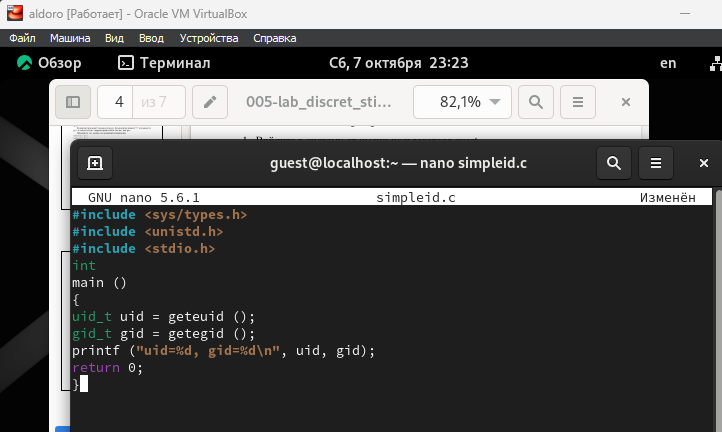 aldoro [Работает] - Oracle VM VirtualBox
Файл Машина Вид Ввод Устройства Справка
Обзор Терминал Сб, 7 октября 23:23 en
4 из 7 005-lab_discret_sti... 82,1%
guest@localhost:~ — nano simpleid.c
GNU nano 5.6.1 simpleid.c Изменён
#include <sys/types.h>
#include <unistd.h>
#include <stdio.h>
int
main ()
{
uid_t uid = geteuid ();
gid_t gid = getegid ();
printf ("uid=%d, gid=%d\n", uid, gid);
return 0;
}